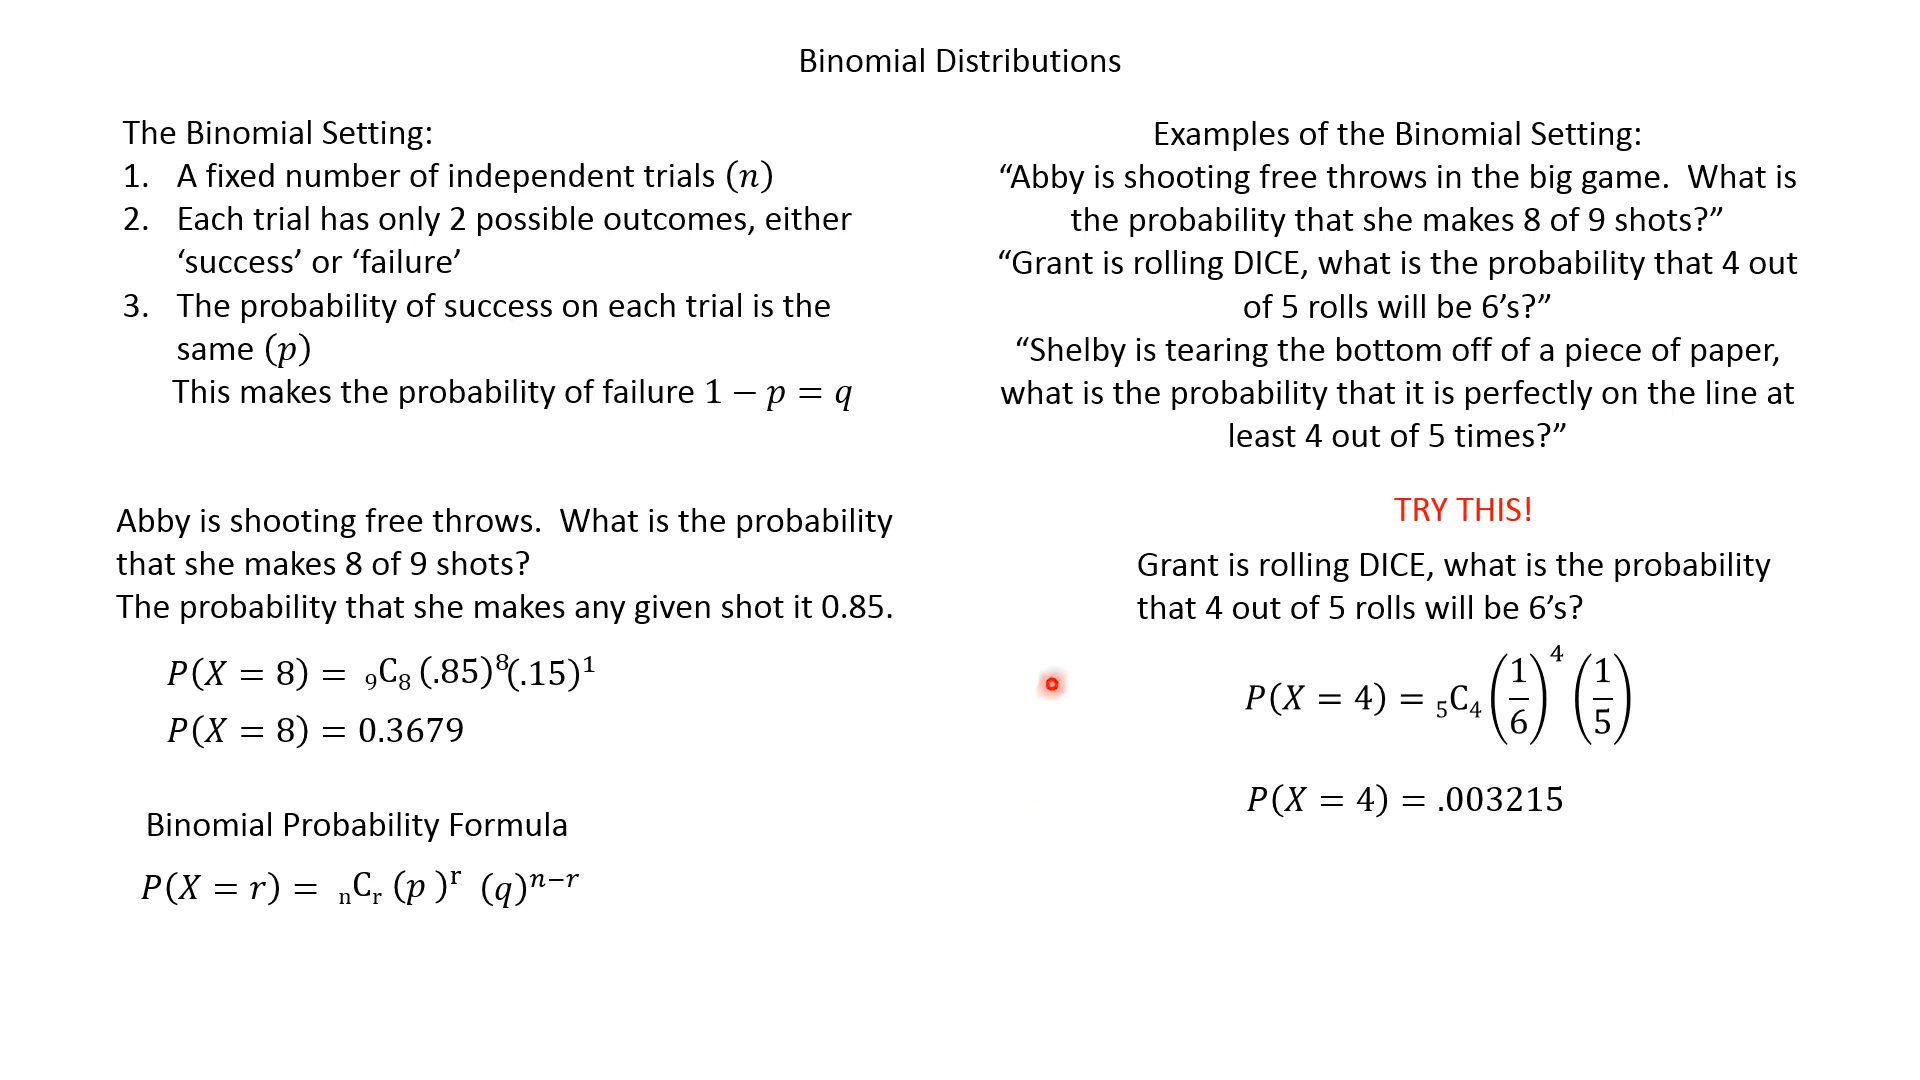 Binomial Distributions
The Binomial Setting:
1. A fixed number of independent trials (n)
2. Each trial has only 2 possible outcomes, either
‘success’ or ‘failure’
3. The probability of success on each trial is the
same (p)
This makes the probability of failure 1 − p = q
Examples of the Binomial Setting:
“Abby is shooting free throws in the big game.  What is
the probability that she makes 8 of 9 shots?”
“Grant is rolling DICE, what is the probability that 4 out
of 5 rolls will be 6’s?”
“Shelby is tearing the bottom off of a piece of paper,
what is the probability that it is perfectly on the line at
least 4 out of 5 times?”
Abby is shooting free throws.  What is the probability
that she makes 8 of 9 shots?
The probability that she makes any given shot it 0.85.
P(X = 8) = ₉C₈ (.85)⁸(.15)¹
P(X = 8) = 0.3679
Binomial Probability Formula
P(X = r) = ₙCᵣ (p )ʳ (q)ⁿ⁻ʳ
TRY THIS!
Grant is rolling DICE, what is the probability
that 4 out of 5 rolls will be 6’s?
P(X = 4) = ₅C₄ (1/6)⁴ (1/5)
P(X = 4) = .003215